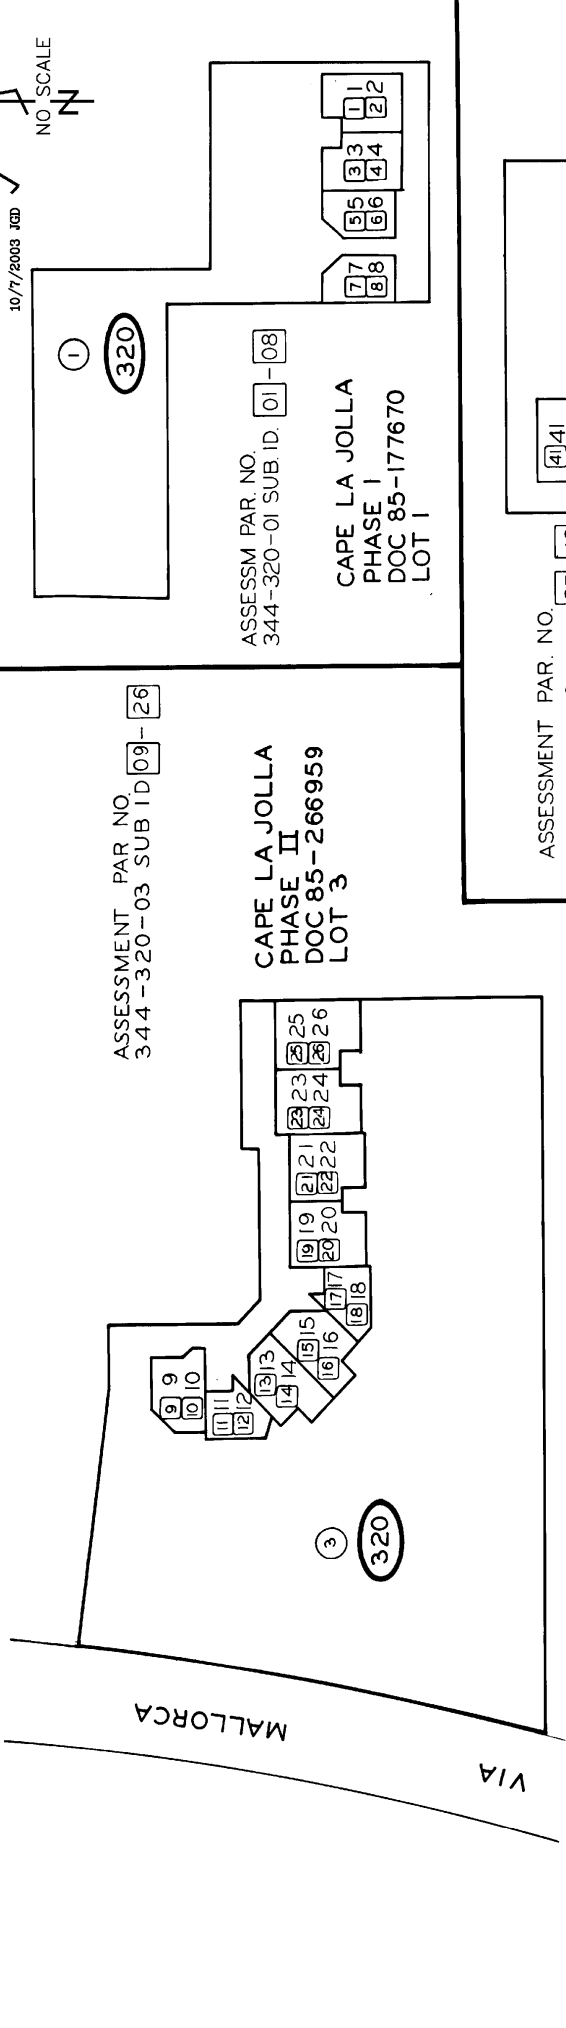 NO SCALE
N
10/7/2003 JGD
1
320
ASSESSM PAR. NO.
344-320-01 SUB. ID. 01 - 08
CAPE LA JOLLA
PHASE I
DOC 85-177670
LOT 1
1 1
2 2
3 3
4 4
5 5
6 6
7 7
8 8
ASSESSMENT PAR NO.
344-320-03 SUB ID 09 - 26
CAPE LA JOLLA
PHASE II
DOC 85-266959
LOT 3
9 9
10 10
11 11
12 12
13 13
14 14
15 15
16 16
17 17
18 18
19 19
20 20
21 21
22 22
23 23
24 24
25 25
26 26
3
320
VIA MALLORCA
41 41
ASSESSMENT PAR. NO.